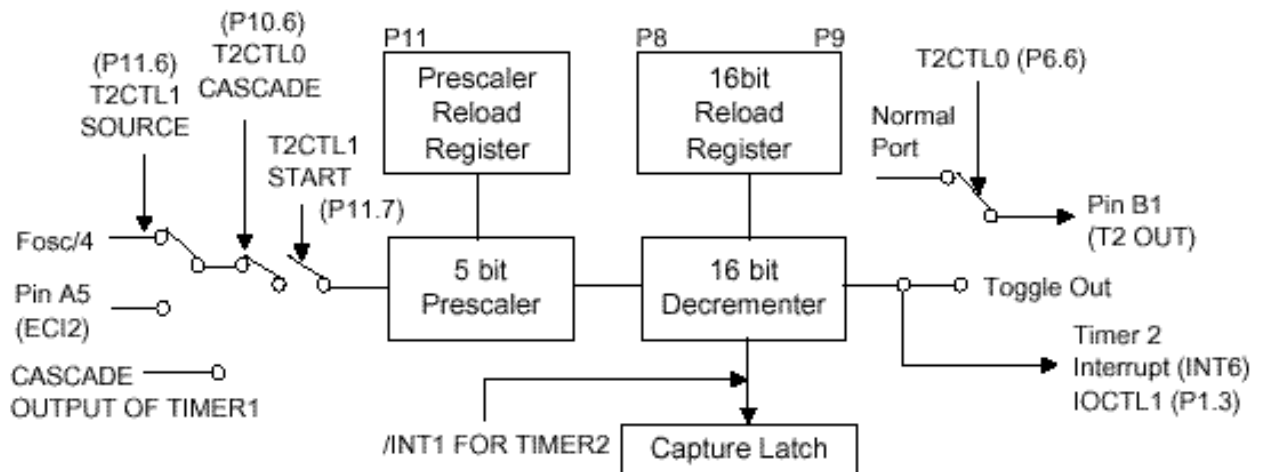 (P11.6)
T2CTL1
SOURCE
(P10.6)
T2CTL0
CASCADE
T2CTL1
START
(P11.7)
P11
Prescaler
Reload
Register
P8 P9
16bit
Reload
Register
T2CTL0 (P6.6)
Normal
Port
Pin B1
(T2 OUT)
Fosc/4
Pin A5
(ECI2)
CASCADE
OUTPUT OF TIMER1
5 bit
Prescaler
16 bit
Decrementer
Toggle Out
Timer 2
Interrupt (INT6)
IOCTL1 (P1.3)
/INT1 FOR TIMER2
Capture Latch